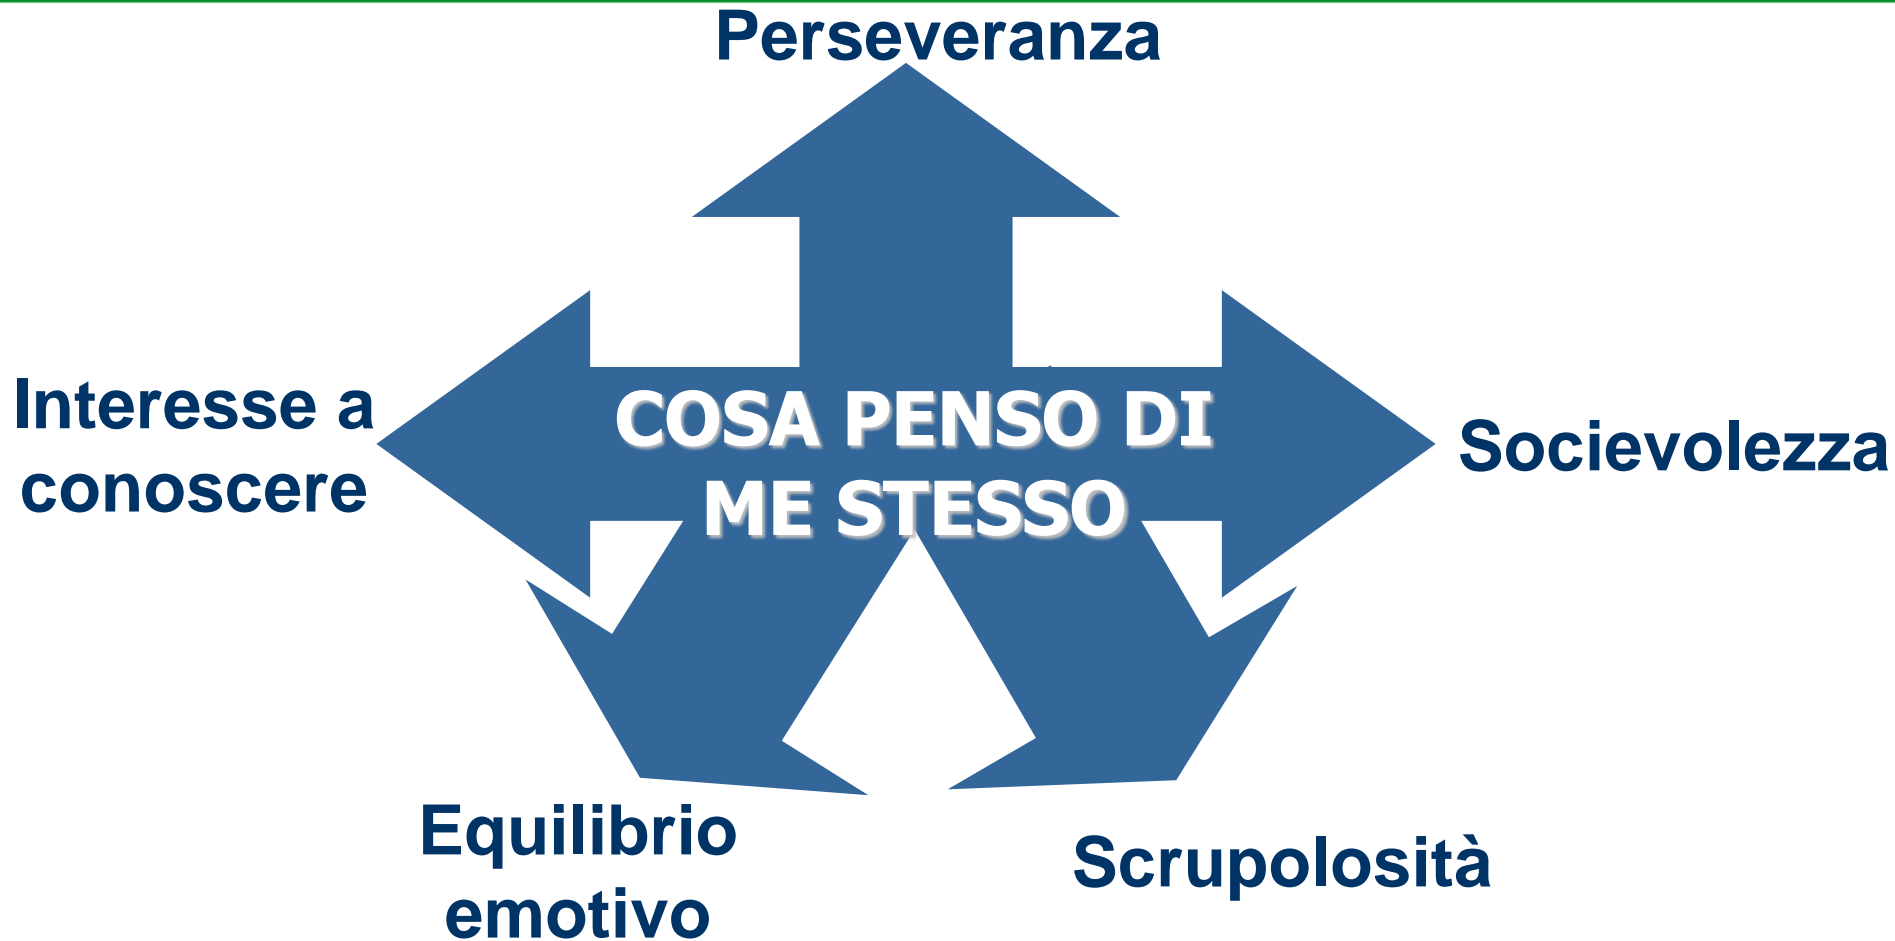 Perseveranza
Interesse a
conoscere
COSA PENSO DI
ME STESSO
Socievolezza
Equilibrio
emotivo
Scrupolosità